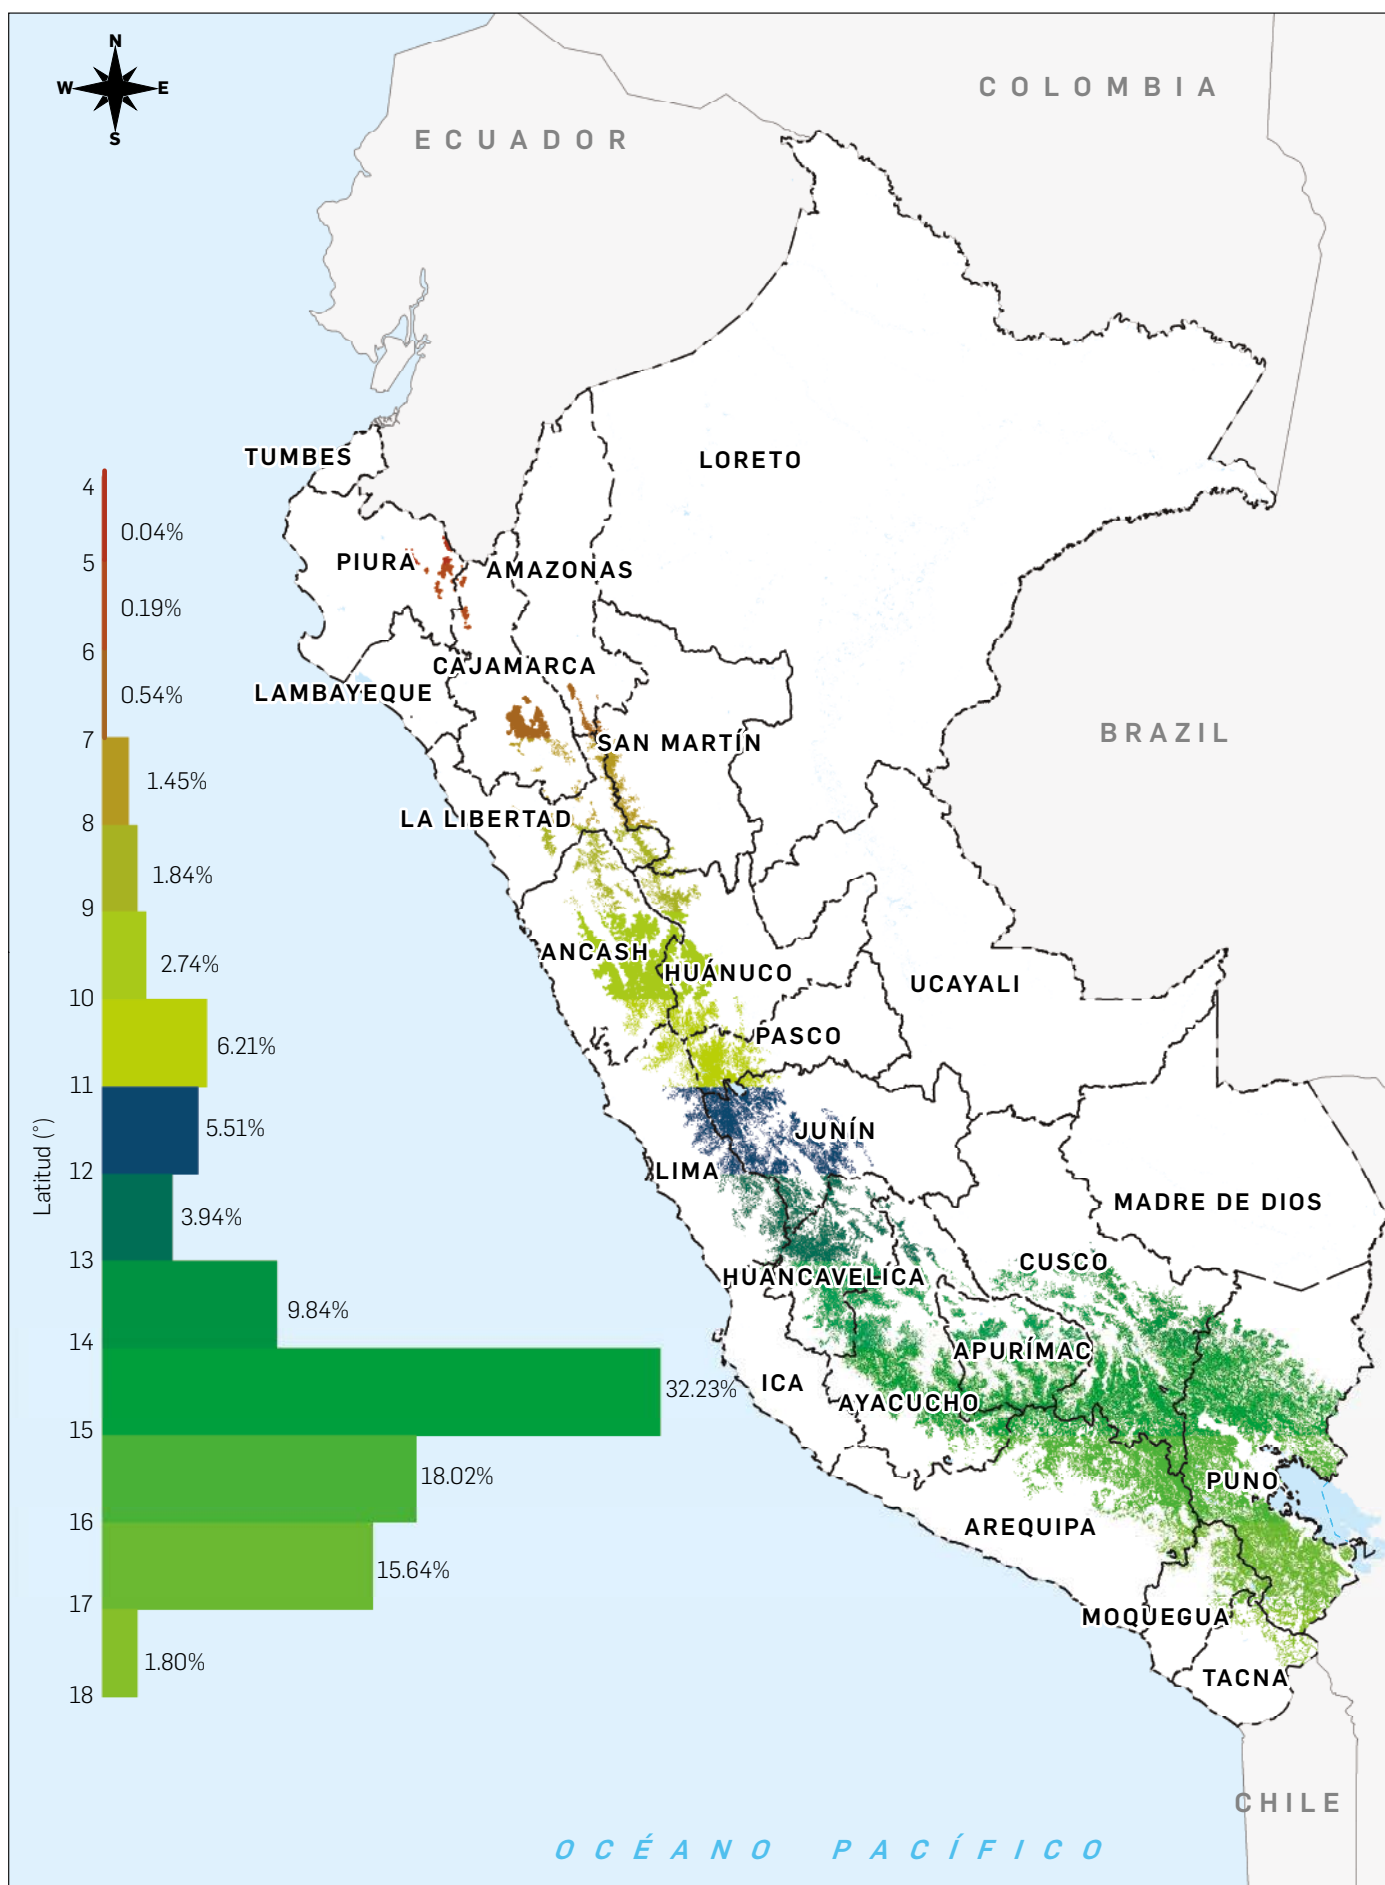 N
W E
S
COLOMBIA
ECUADOR
TUMBES
LORETO
4
0.04%
PIURA
AMAZONAS
5
0.19%
6
CAJAMARCA
LAMBAYEQUE
0.54%
BRAZIL
7
SAN MARTÍN
1.45%
8
LA LIBERTAD
1.84%
9
ANCASH
2.74%
HUÁNUCO
UCAYALI
10
PASCO
6.21%
11
5.51%
JUNÍN
Latitud (°)
12
LIMA
MADRE DE DIOS
3.94%
13
CUSCO
HUANCAVELICA
9.84%
14
APURÍMAC
32.23%
ICA
AYACUCHO
15
18.02%
PUNO
16
AREQUIPA
15.64%
17
MOQUEGUA
1.80%
TACNA
18
CHILE
OCÉANO PACÍFICO